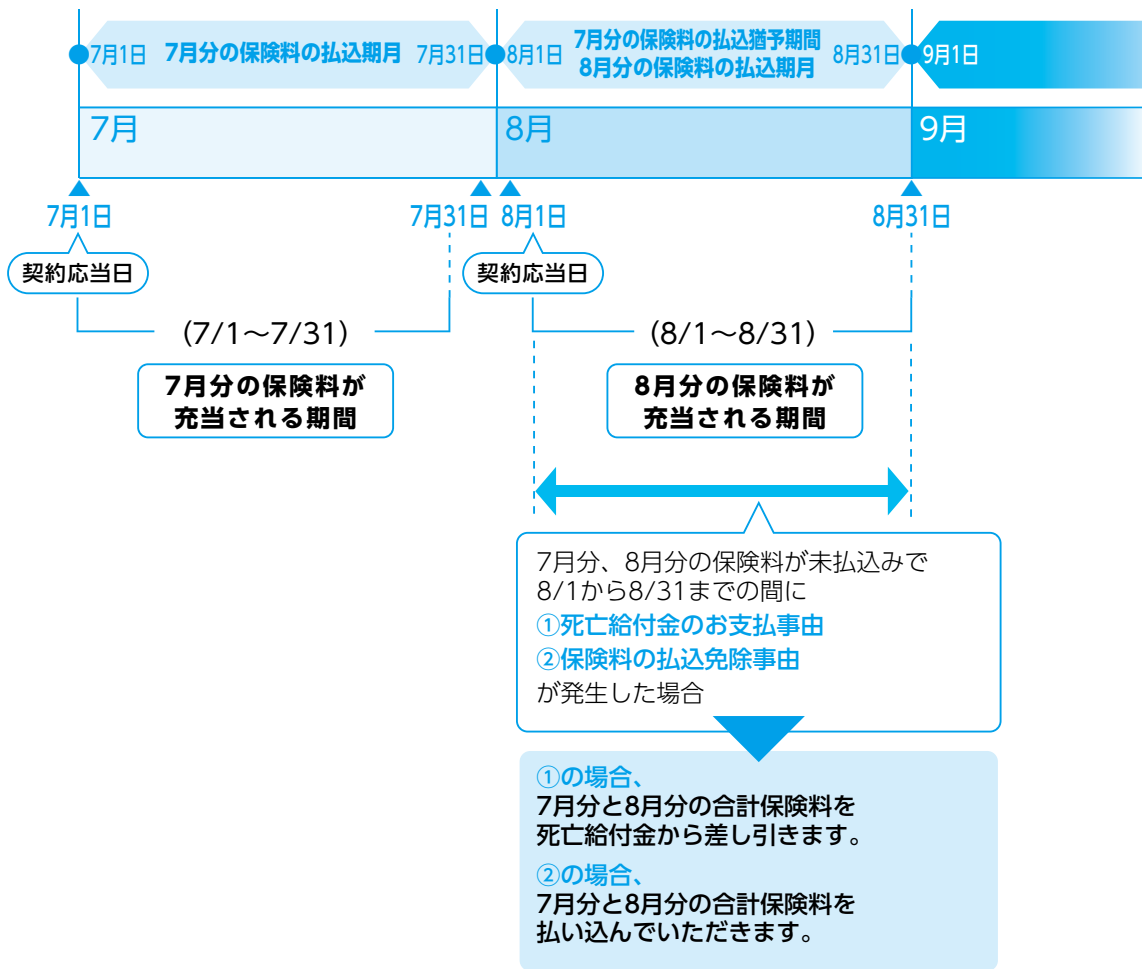 7月1日 7月分の保険料の払込期月 7月31日
8月1日 7月分の保険料の払込猶予期間 8月31日
8月分の保険料の払込期月
9月1日
7月 8月 9月
7月1日 7月31日 8月1日 8月31日
契約応当日 契約応当日
(7/1〜7/31) (8/1〜8/31)
7月分の保険料が
充当される期間
8月分の保険料が
充当される期間
7月分、8月分の保険料が未払込みで
8/1から8/31までの間に
①死亡給付金のお支払事由
②保険料の払込免除事由
が発生した場合
①の場合、
7月分と8月分の合計保険料を
死亡給付金から差し引きます。
②の場合、
7月分と8月分の合計保険料を
払い込んでいただきます。